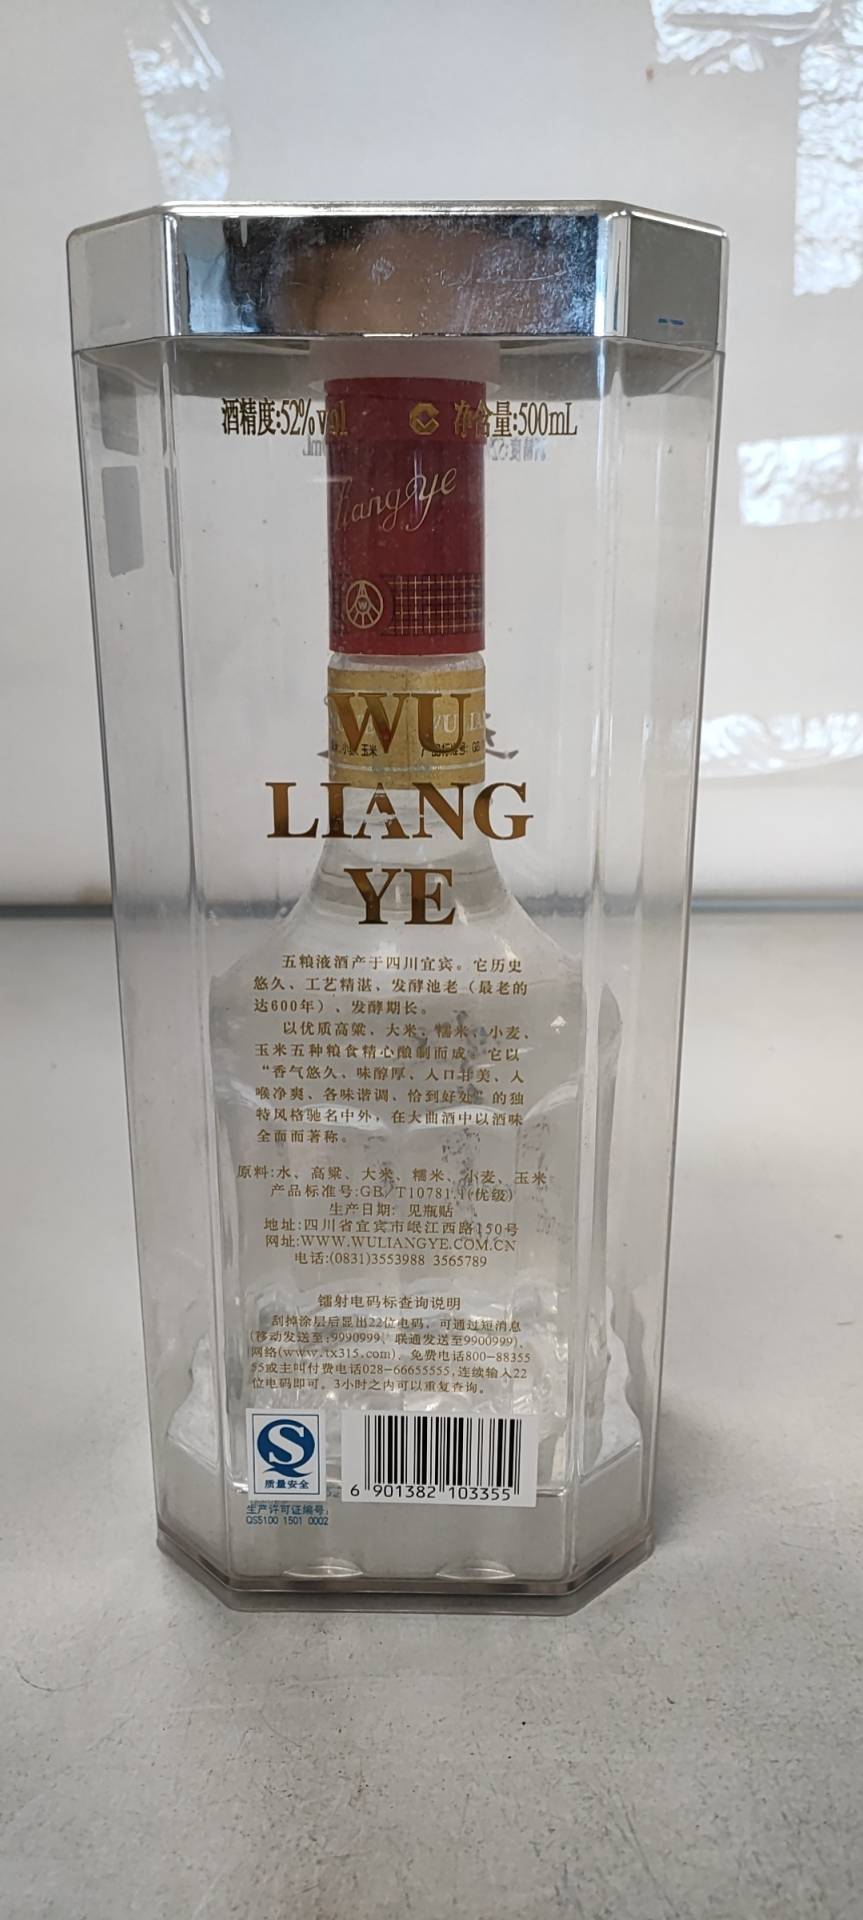 酒精度:52%vol 净含量:500mL
liangye
W
WU
LIANG
YE
小麦 玉米
产品标准号: GB
五粮液酒产于四川宜宾。它历史
悠久、工艺精湛、发酵池老（最老的
达600年）、发酵期长。
以优质高粱、大米、糯米、小麦、
玉米五种粮食精心酿制而成。它以
“香气悠久、味醇厚、入口甘美、入
喉净爽、各味谐调、恰到好处”的独
特风格驰名中外，在大曲酒中以酒味
全面而著称。
原料:水、高粱、大米、糯米、小麦、玉米
产品标准号:GB/T10781.1(优级)
生产日期: 见瓶贴
地址:四川省宜宾市岷江西路150号
网址:WWW.WULIANGYE.COM.CN
电话:(0831)3553988 3565789
镭射电码标查询说明
刮掉涂层后显出22位电码，可通过短消息
(移动发送至:9990999、联通发送至9900999)、
网络(www.tx315.com)、免费电话800-88355
55或主叫付费电话028-66655555,连续输入22
位电码即可。3小时之内可以重复查询。
S
质量安全
6 901382 103355
生产许可证编号:
QS5100 1501 0002